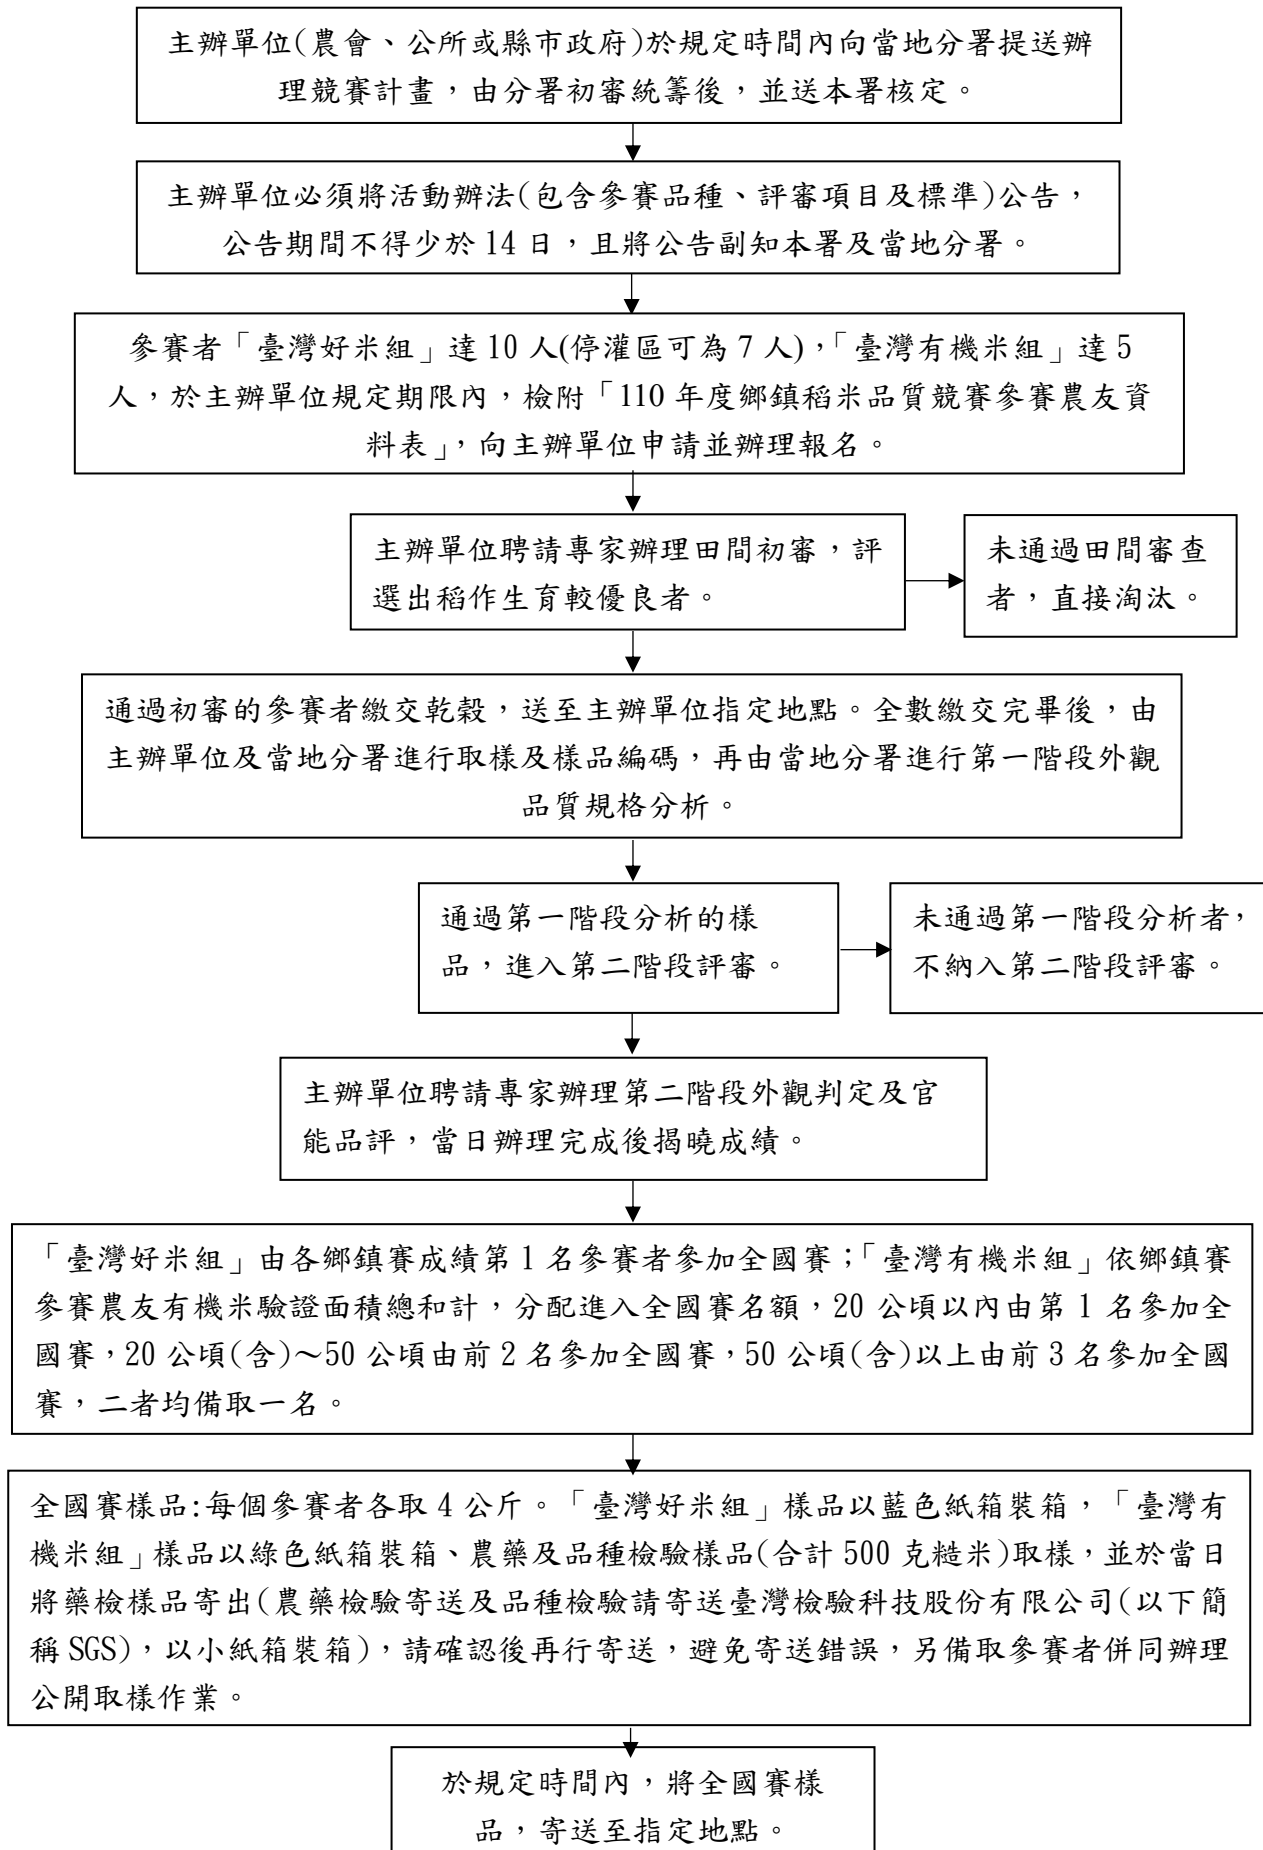 主辦單位(農會、公所或縣市政府)於規定時間內向當地分署提送辦
理競賽計畫，由分署初審統籌後，並送本署核定。
主辦單位必須將活動辦法(包含參賽品種、評審項目及標準)公告，
公告期間不得少於 14 日，且將公告副知本署及當地分署。
參賽者「臺灣好米組」達 10 人(停灌區可為 7 人)，「臺灣有機米組」達 5
人，於主辦單位規定期限內，檢附「110 年度鄉鎮稻米品質競賽參賽農友資
料表」，向主辦單位申請並辦理報名。
主辦單位聘請專家辦理田間初審，評
選出稻作生育較優良者。
未通過田間審查
者，直接淘汰。
通過初審的參賽者繳交乾穀，送至主辦單位指定地點。全數繳交完畢後，由
主辦單位及當地分署進行取樣及樣品編碼，再由當地分署進行第一階段外觀
品質規格分析。
通過第一階段分析的樣
品，進入第二階段評審。
未通過第一階段分析者，
不納入第二階段評審。
主辦單位聘請專家辦理第二階段外觀判定及官
能品評，當日辦理完成後揭曉成績。
「臺灣好米組」由各鄉鎮賽成績第 1 名參賽者參加全國賽；「臺灣有機米組」依鄉鎮賽
參賽農友有機米驗證面積總和計，分配進入全國賽名額，20 公頃以內由第 1 名參加全
國賽，20 公頃(含)～50 公頃由前 2 名參加全國賽，50 公頃(含)以上由前 3 名參加全國
賽，二者均備取一名。
全國賽樣品:每個參賽者各取 4 公斤。「臺灣好米組」樣品以藍色紙箱裝箱，「臺灣有
機米組」樣品以綠色紙箱裝箱、農藥及品種檢驗樣品(合計 500 克糙米)取樣，並於當日
將藥檢樣品寄出(農藥檢驗寄送及品種檢驗請寄送臺灣檢驗科技股份有限公司(以下簡
稱 SGS)，以小紙箱裝箱)，請確認後再行寄送，避免寄送錯誤，另備取參賽者併同辦理
公開取樣作業。
於規定時間內，將全國賽樣
品，寄送至指定地點。